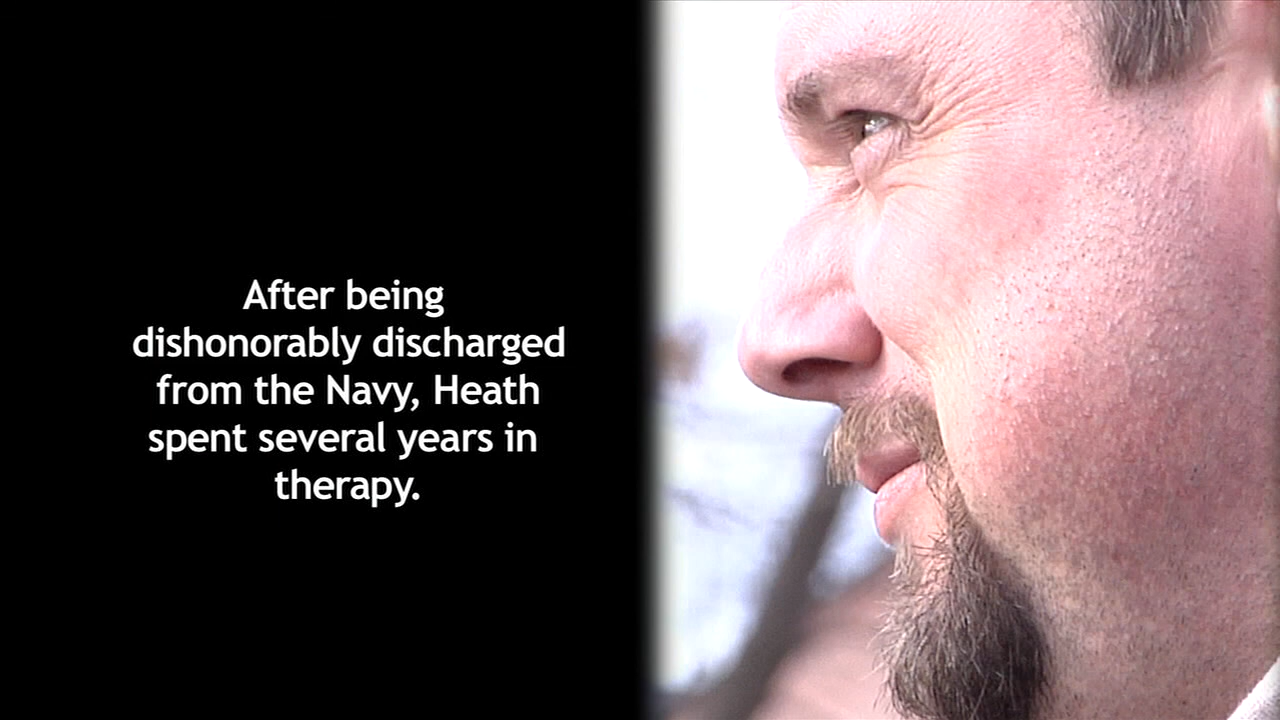 After being
dishonorably discharged
from the Navy, Heath
spent several years in
therapy.